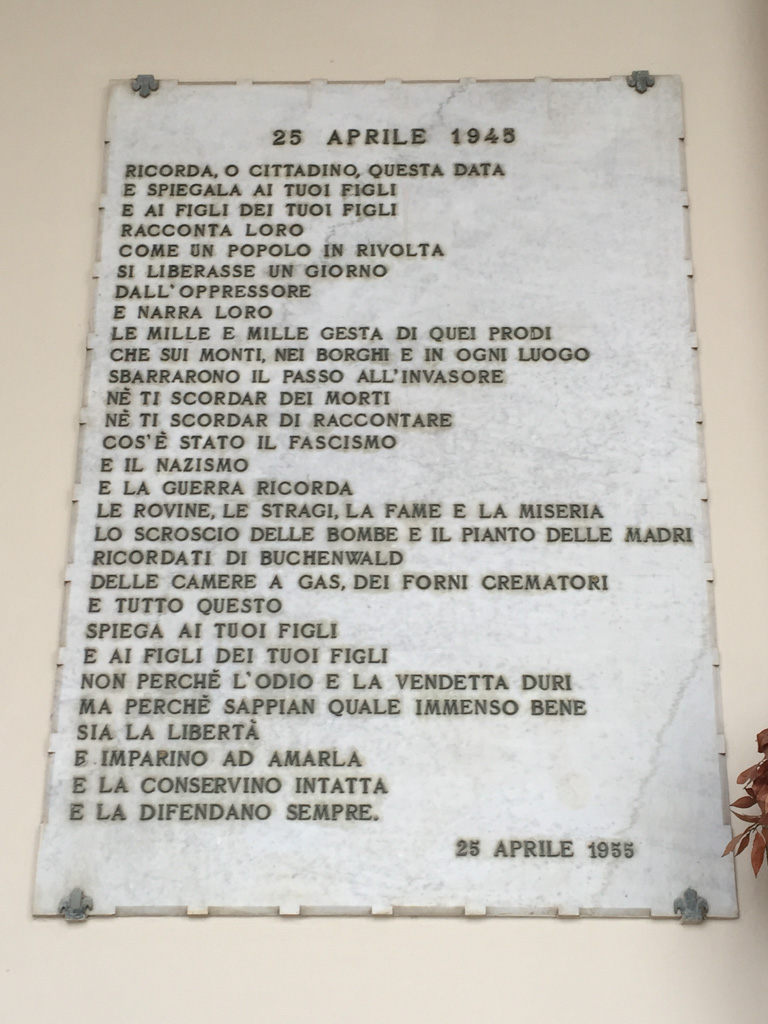 25 APRILE 1945
RICORDA, O CITTADINO, QUESTA DATA
E SPIEGALA AI TUOI FIGLI
E AI FIGLI DEI TUOI FIGLI
RACCONTA LORO
COME UN POPOLO IN RIVOLTA
SI LIBERASSE UN GIORNO
DALL'OPPRESSORE
E NARRA LORO
LE MILLE E MILLE GESTA DI QUEI PRODI
CHE SUI MONTI, NEI BORGHI E IN OGNI LUOGO
SBARRARONO IL PASSO ALL'INVASORE
NÈ TI SCORDAR DEI MORTI
NÈ TI SCORDAR DI RACCONTARE
COS'È STATO IL FASCISMO
E IL NAZISMO
E LA GUERRA RICORDA
LE ROVINE, LE STRAGI, LA FAME E LA MISERIA
LO SCROSCIO DELLE BOMBE E IL PIANTO DELLE MADRI
RICORDATI DI BUCHENWALD
DELLE CAMERE A GAS, DEI FORNI CREMATORI
E TUTTO QUESTO
SPIEGA AI TUOI FIGLI
E AI FIGLI DEI TUOI FIGLI
NON PERCHÈ L'ODIO E LA VENDETTA DURI
MA PERCHÈ SAPPIAN QUALE IMMENSO BENE
SIA LA LIBERTÀ
E IMPARINO AD AMARLA
E LA CONSERVINO INTATTA
E LA DIFENDANO SEMPRE.
25 APRILE 1955